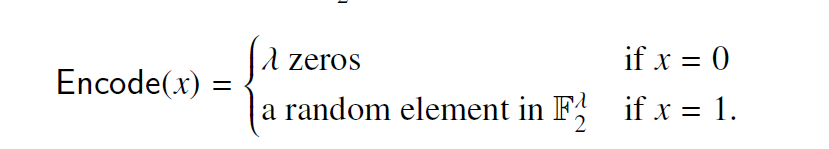 Encode(x) = { λ zeros if x = 0
a random element in 𝔽₂^λ if x = 1.